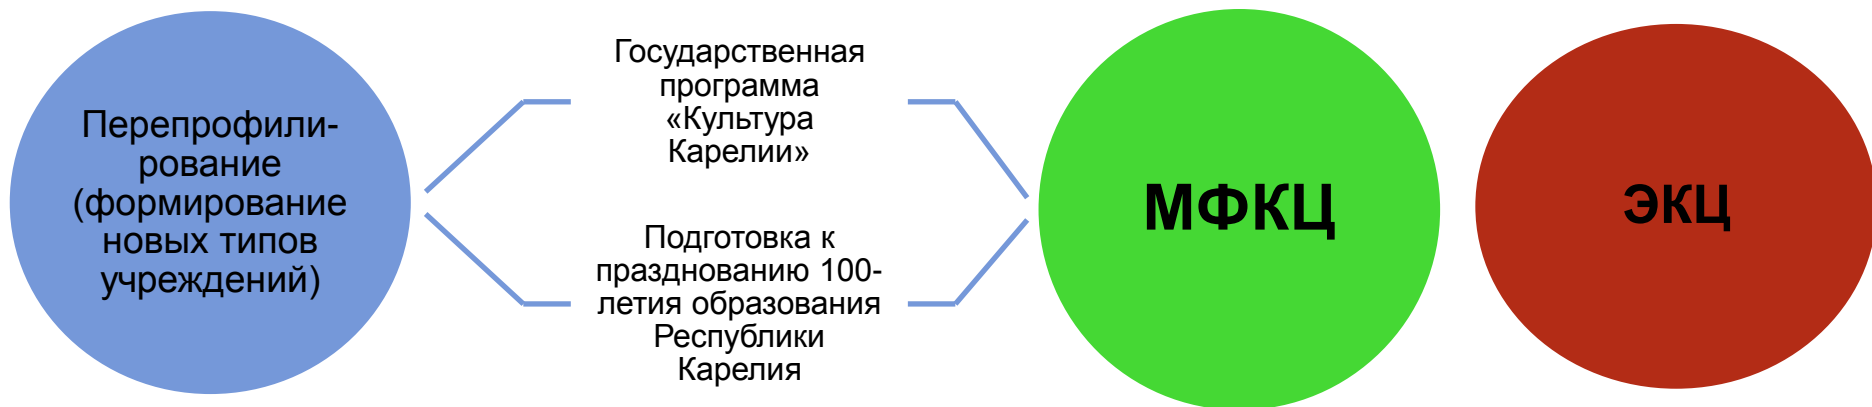 Перепрофили-
рование
(формирование
новых типов
учреждений)
Государственная
программа
«Культура
Карелии»
Подготовка к
празднованию 100-
летия образования
Республики
Карелия
МФКЦ
ЭКЦ